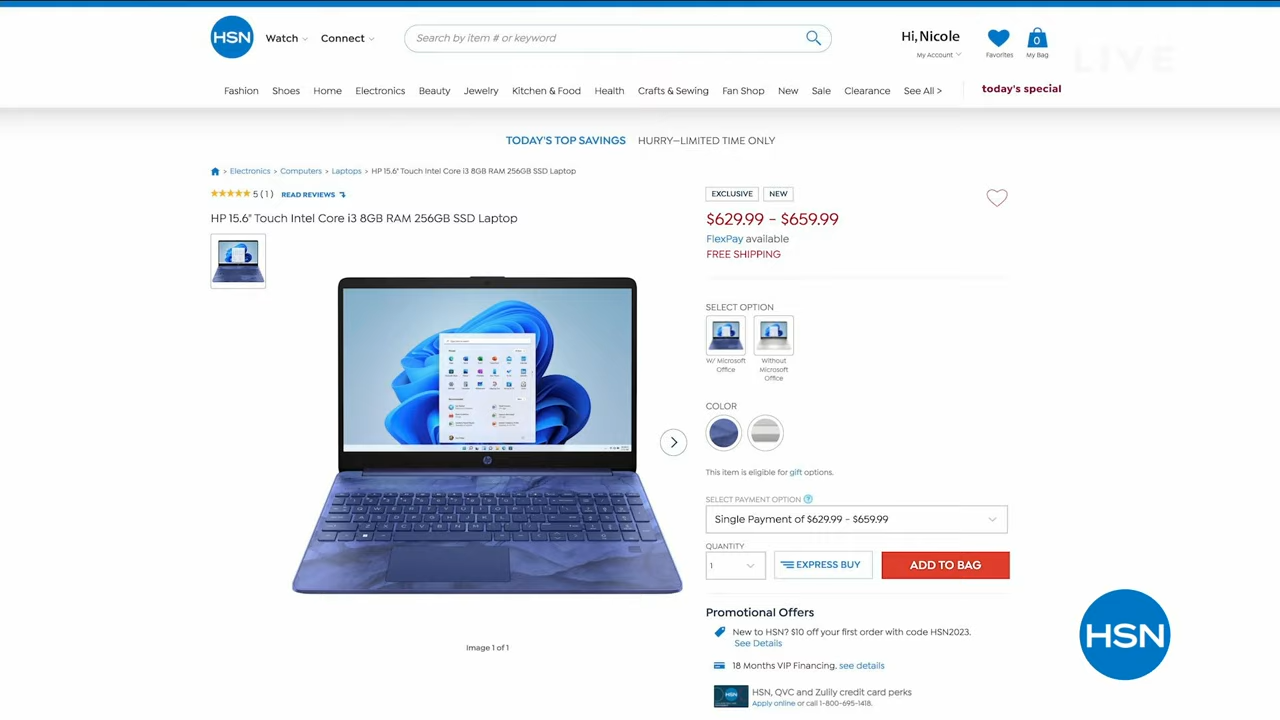 HSN
Watch
Connect
Search by item # or keyword
Hi, Nicole
My Account
Favorites
0
My Bag
LIVE
Fashion Shoes Home Electronics Beauty Jewelry Kitchen & Food Health Crafts & Sewing Fan Shop New Sale Clearance See All >
today's special
TODAY'S TOP SAVINGS HURRY—LIMITED TIME ONLY
> Electronics > Computers > Laptops > HP 15.6" Touch Intel Core i3 8GB RAM 256GB SSD Laptop
5 (1) READ REVIEWS
HP 15.6" Touch Intel Core i3 8GB RAM 256GB SSD Laptop
Image 1 of 1
EXCLUSIVE
NEW
$629.99 - $659.99
FlexPay available
FREE SHIPPING
SELECT OPTION
W/ Microsoft
Office
Without
Microsoft
Office
COLOR
This item is eligible for gift options.
SELECT PAYMENT OPTION ?
Single Payment of $629.99 - $659.99
QUANTITY
1
EXPRESS BUY
ADD TO BAG
Promotional Offers
New to HSN? $10 off your first order with code HSN2023.
See Details
18 Months VIP Financing. see details
HSN
HSN, QVC and Zulily credit card perks
Apply online or call 1-800-695-1418.
HSN